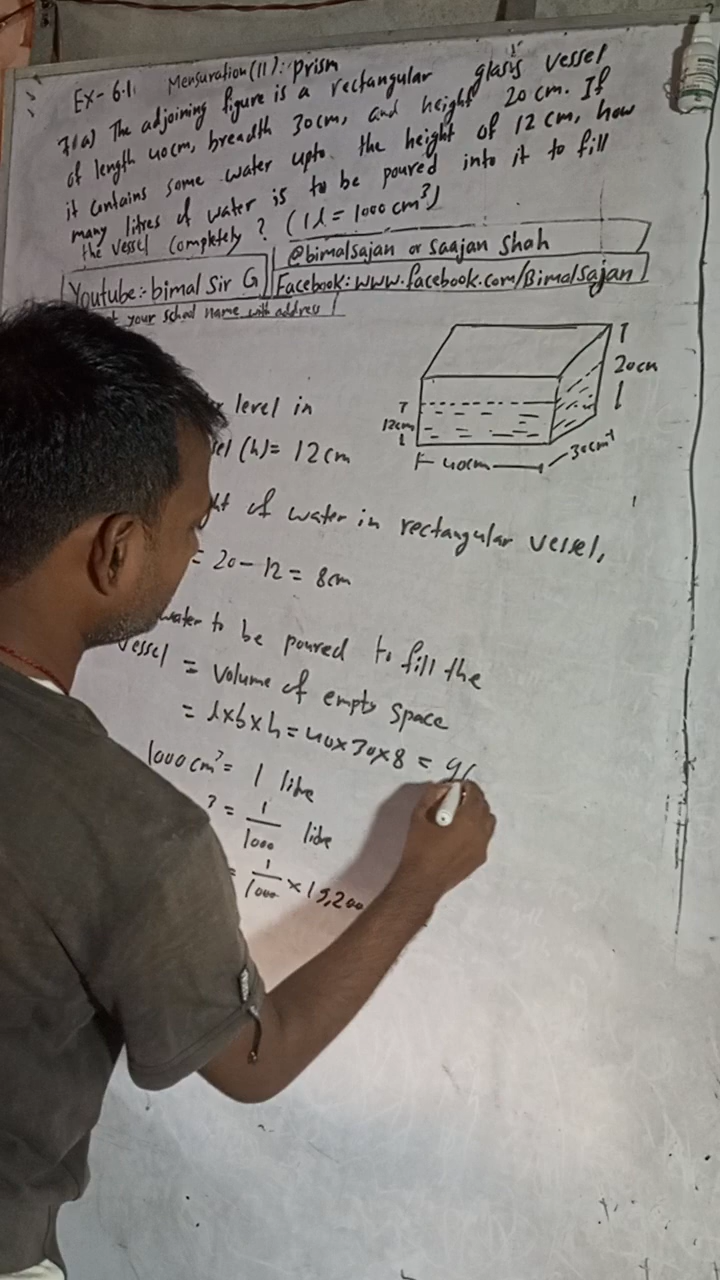 Ex- 6.1. Mensuration (II): Prism
7.(a) The adjoining figure is a rectangular glass vessel
of length 40cm, breadth 30cm, and height 20 cm. If
it contains some water upto the height of 12 cm, how
many litres of water is to be poured into it to fill
the vessel completely? (1 l = 1000 cm³)
@bimalsajan or Saajan Shah
Youtube:- bimal Sir G
Facebook: www.facebook.com/Bimalsajan
your school name with address
20cm
12cm
40cm
30cm
level in
(h) = 12cm
of water in rectangular vessel,
= 20 - 12 = 8cm
water to be poured to fill the
vessel = Volume of empty space
= l×b×h = 40×30×8 = 9
1000 cm³ = 1 litre
= 1/1000 litre
= 1/1000 ×